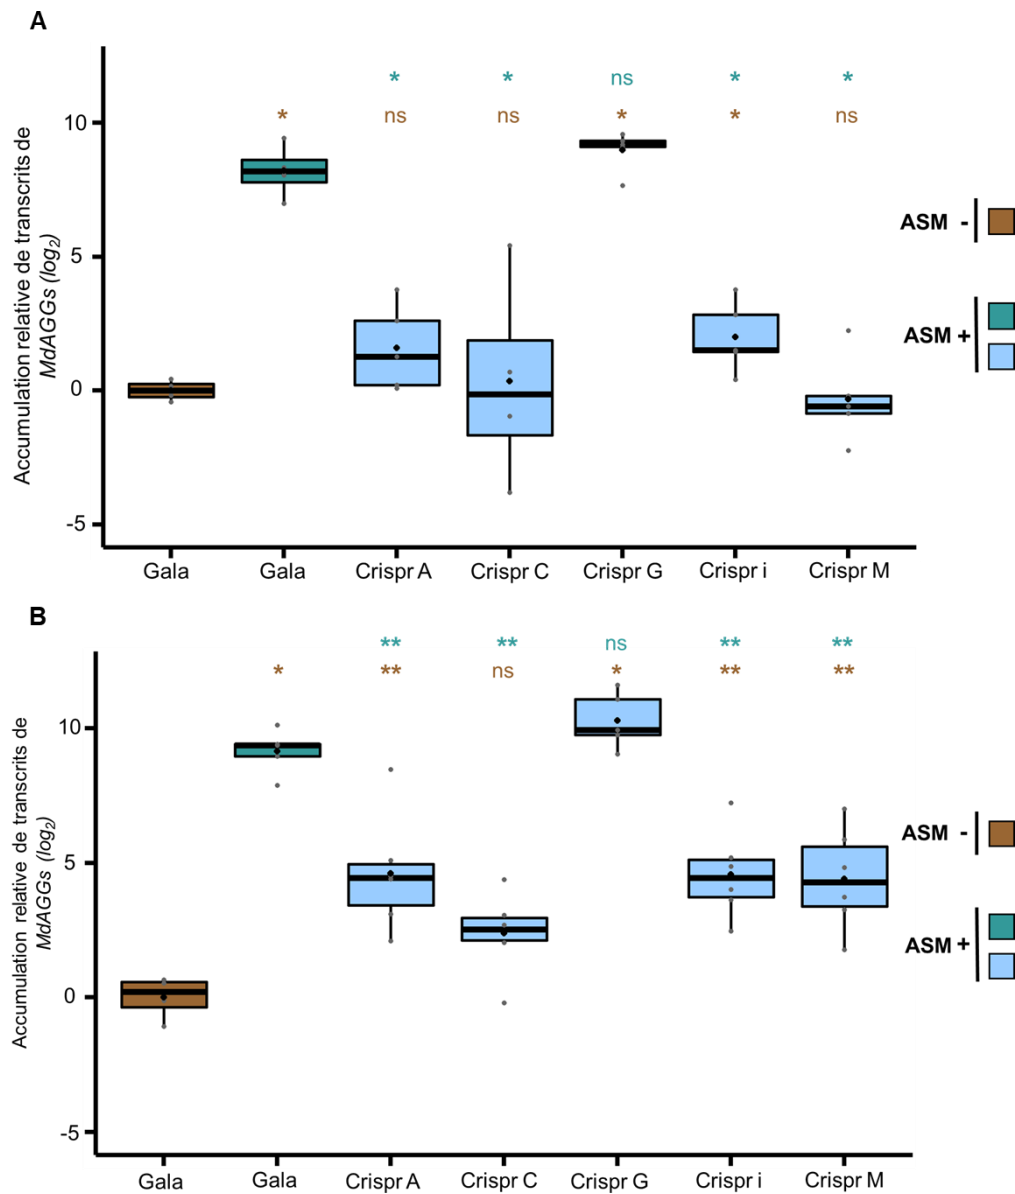 A
Accumulation relative de transcrits de
MdAGGs (log2)
10
5
0
-5
* * ns * *
* ns ns * * ns
ASM -
ASM +
Gala Gala Crispr A Crispr C Crispr G Crispr i Crispr M
B
Accumulation relative de transcrits de
MdAGGs (log2)
10
5
0
-5
** ** ns ** **
* ** ns * ** **
ASM -
ASM +
Gala Gala Crispr A Crispr C Crispr G Crispr i Crispr M